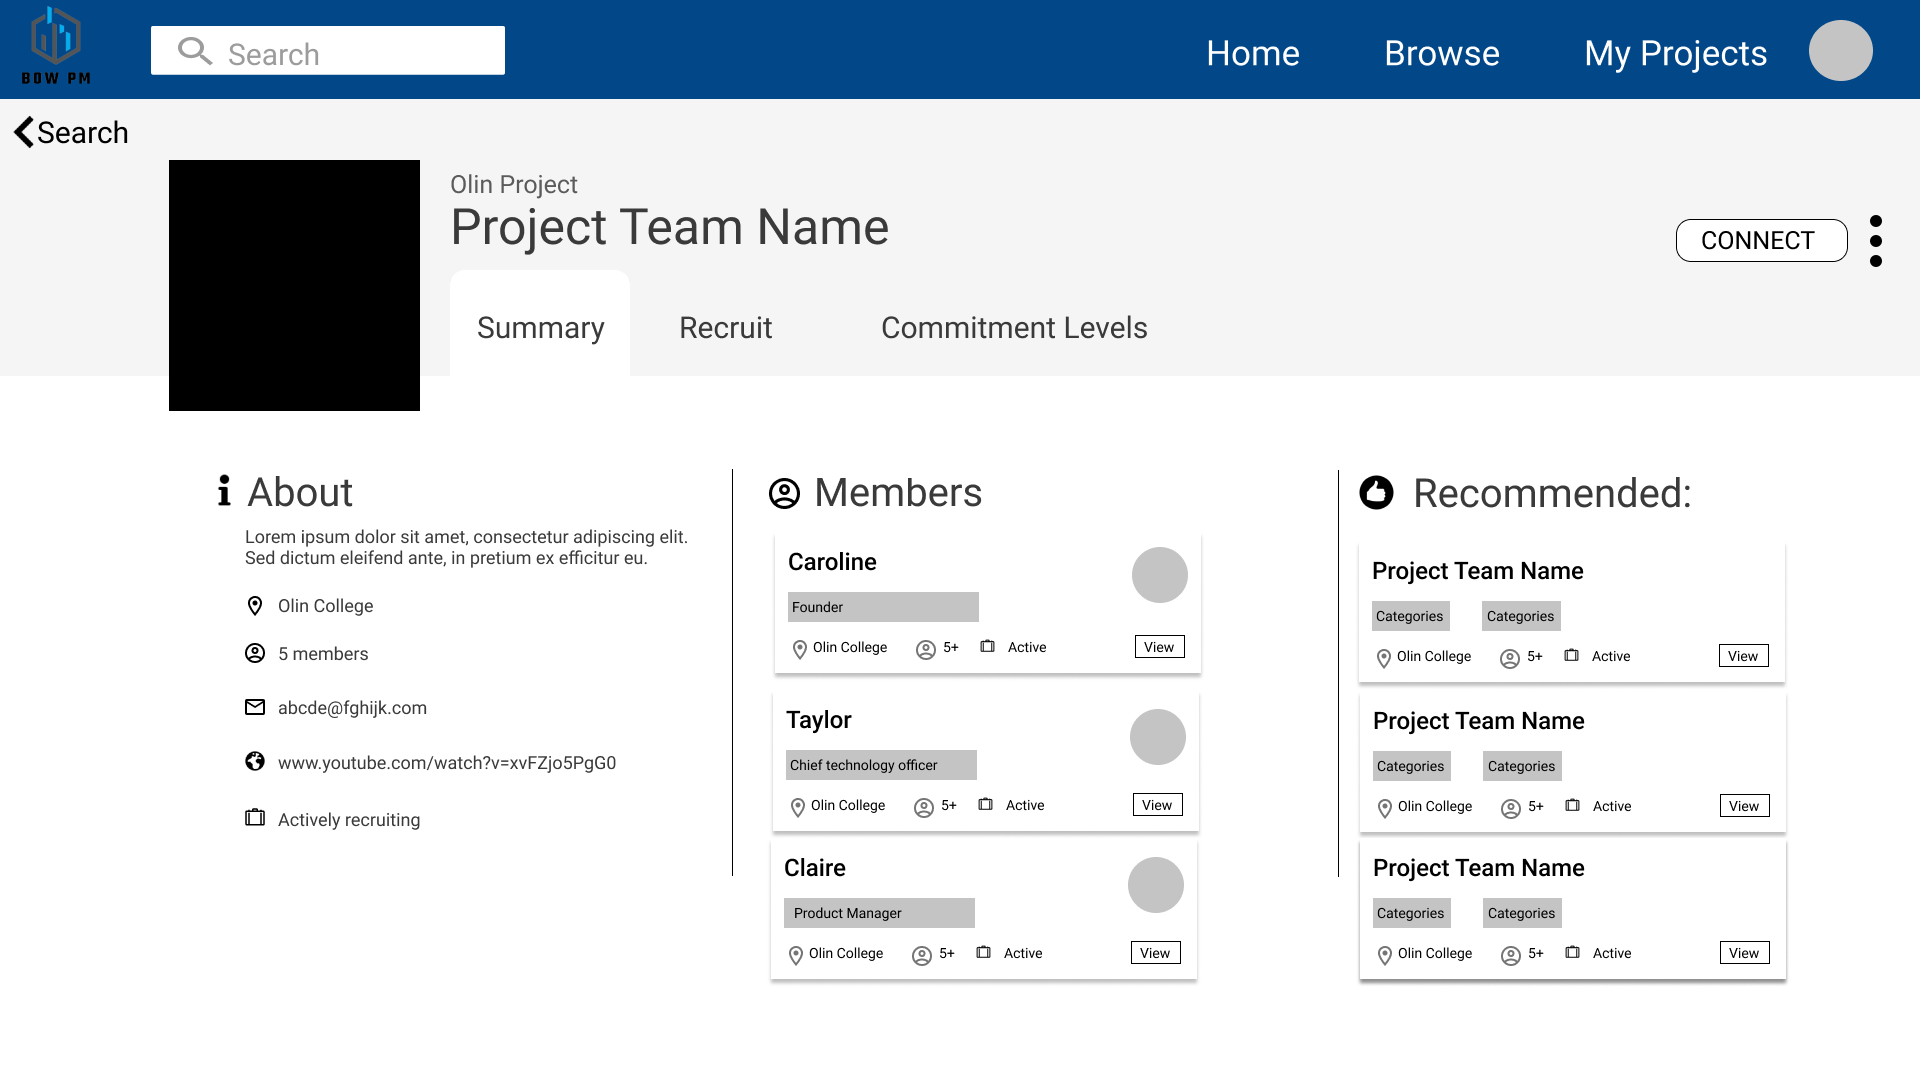 BOW PM
Search
Home
Browse
My Projects
Search
Olin Project
Project Team Name
CONNECT
Summary
Recruit
Commitment Levels
About
Lorem ipsum dolor sit amet, consectetur adipiscing elit.
Sed dictum eleifend ante, in pretium ex efficitur eu.
Olin College
5 members
abcde@fghijk.com
www.youtube.com/watch?v=xvFZjo5PgG0
Actively recruiting
Members
Caroline
Founder
Olin College 5+ Active View
Taylor
Chief technology officer
Olin College 5+ Active View
Claire
Product Manager
Olin College 5+ Active View
Recommended:
Project Team Name
Categories Categories
Olin College 5+ Active View
Project Team Name
Categories Categories
Olin College 5+ Active View
Project Team Name
Categories Categories
Olin College 5+ Active View